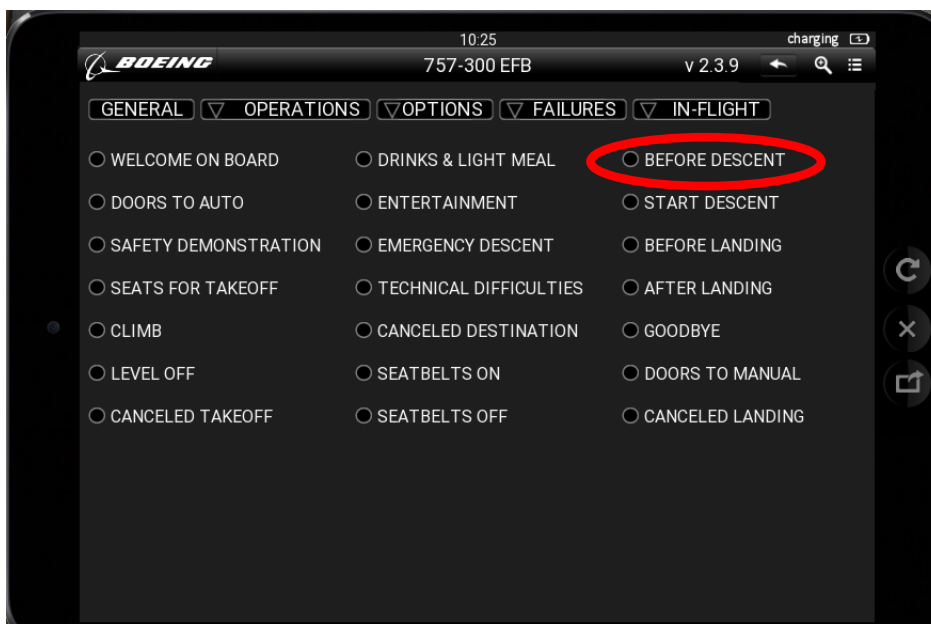 10:25
charging
BOEING
757-300 EFB
v 2.3.9
GENERAL OPERATIONS OPTIONS FAILURES IN-FLIGHT
WELCOME ON BOARD
DOORS TO AUTO
SAFETY DEMONSTRATION
SEATS FOR TAKEOFF
CLIMB
LEVEL OFF
CANCELED TAKEOFF
DRINKS & LIGHT MEAL
ENTERTAINMENT
EMERGENCY DESCENT
TECHNICAL DIFFICULTIES
CANCELED DESTINATION
SEATBELTS ON
SEATBELTS OFF
BEFORE DESCENT
START DESCENT
BEFORE LANDING
AFTER LANDING
GOODBYE
DOORS TO MANUAL
CANCELED LANDING